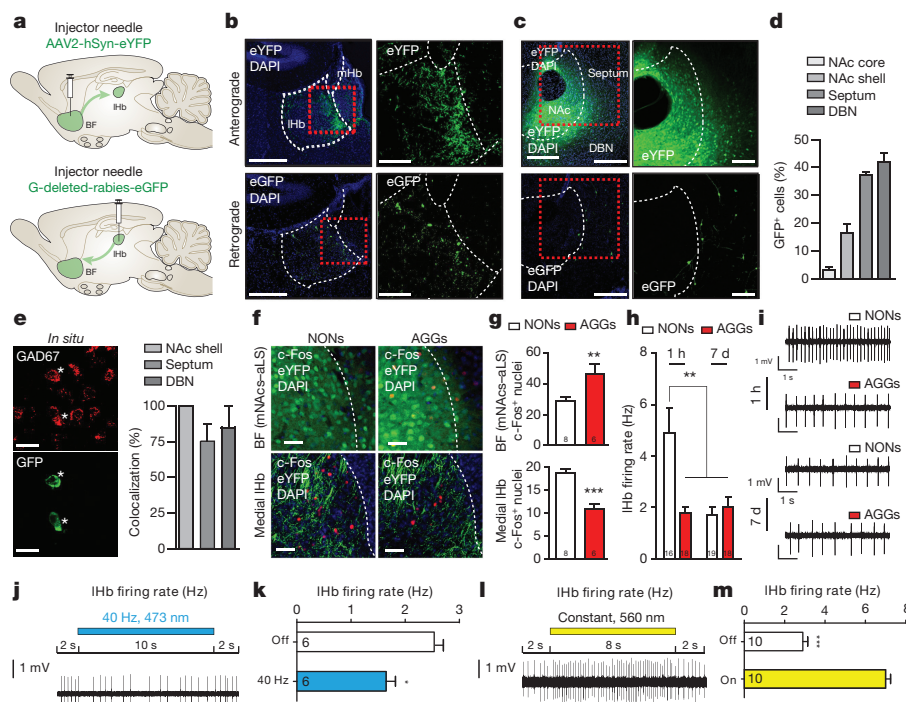 a
Injector needle
AAV2-hSyn-eYFP
lHb
BF
Injector needle
G-deleted-rabies-eGFP
lHb
BF
b
Anterograde
Retrograde
eYFP
DAPI
mHb
lHb
eYFP
eGFP
DAPI
eGFP
c
eYFP
DAPI
Septum
NAc
eYFP
DAPI
DBN
eYFP
eGFP
DAPI
eGFP
d
NAc core
NAc shell
Septum
DBN
GFP+ cells (%)
50
40
30
20
10
0
e
In situ
GAD67
*
*
GFP
*
*
NAc shell
Septum
DBN
Colocalization (%)
100
75
50
25
0
f
NONs
AGGs
BF (mNAcs–aLS)
c-Fos
eYFP
DAPI
c-Fos
eYFP
DAPI
Medial lHb
c-Fos
eYFP
DAPI
c-Fos
eYFP
DAPI
g
NONs
AGGs
BF (mNAcs–aLS)
c-Fos+ nuclei
60
40
20
0
**
8
6
Medial lHb
c-Fos+ nuclei
20
15
10
5
0
***
8
6
h
NONs
AGGs
1 h
7 d
**
lHb firing rate (Hz)
6
4
2
0
16
18
19
18
i
NONs
1 mV
1 s
AGGs
1 h
NONs
1 mV
1 s
AGGs
7 d
j
lHb firing rate (Hz)
40 Hz, 473 nm
2 s
10 s
2 s
1 mV
k
lHb firing rate (Hz)
0
1
2
3
Off
6
40 Hz
6
*
l
lHb firing rate (Hz)
Constant, 560 nm
2 s
8 s
2 s
1 mV
m
lHb firing rate (Hz)
0
2
4
6
8
Off
10
***
On
10